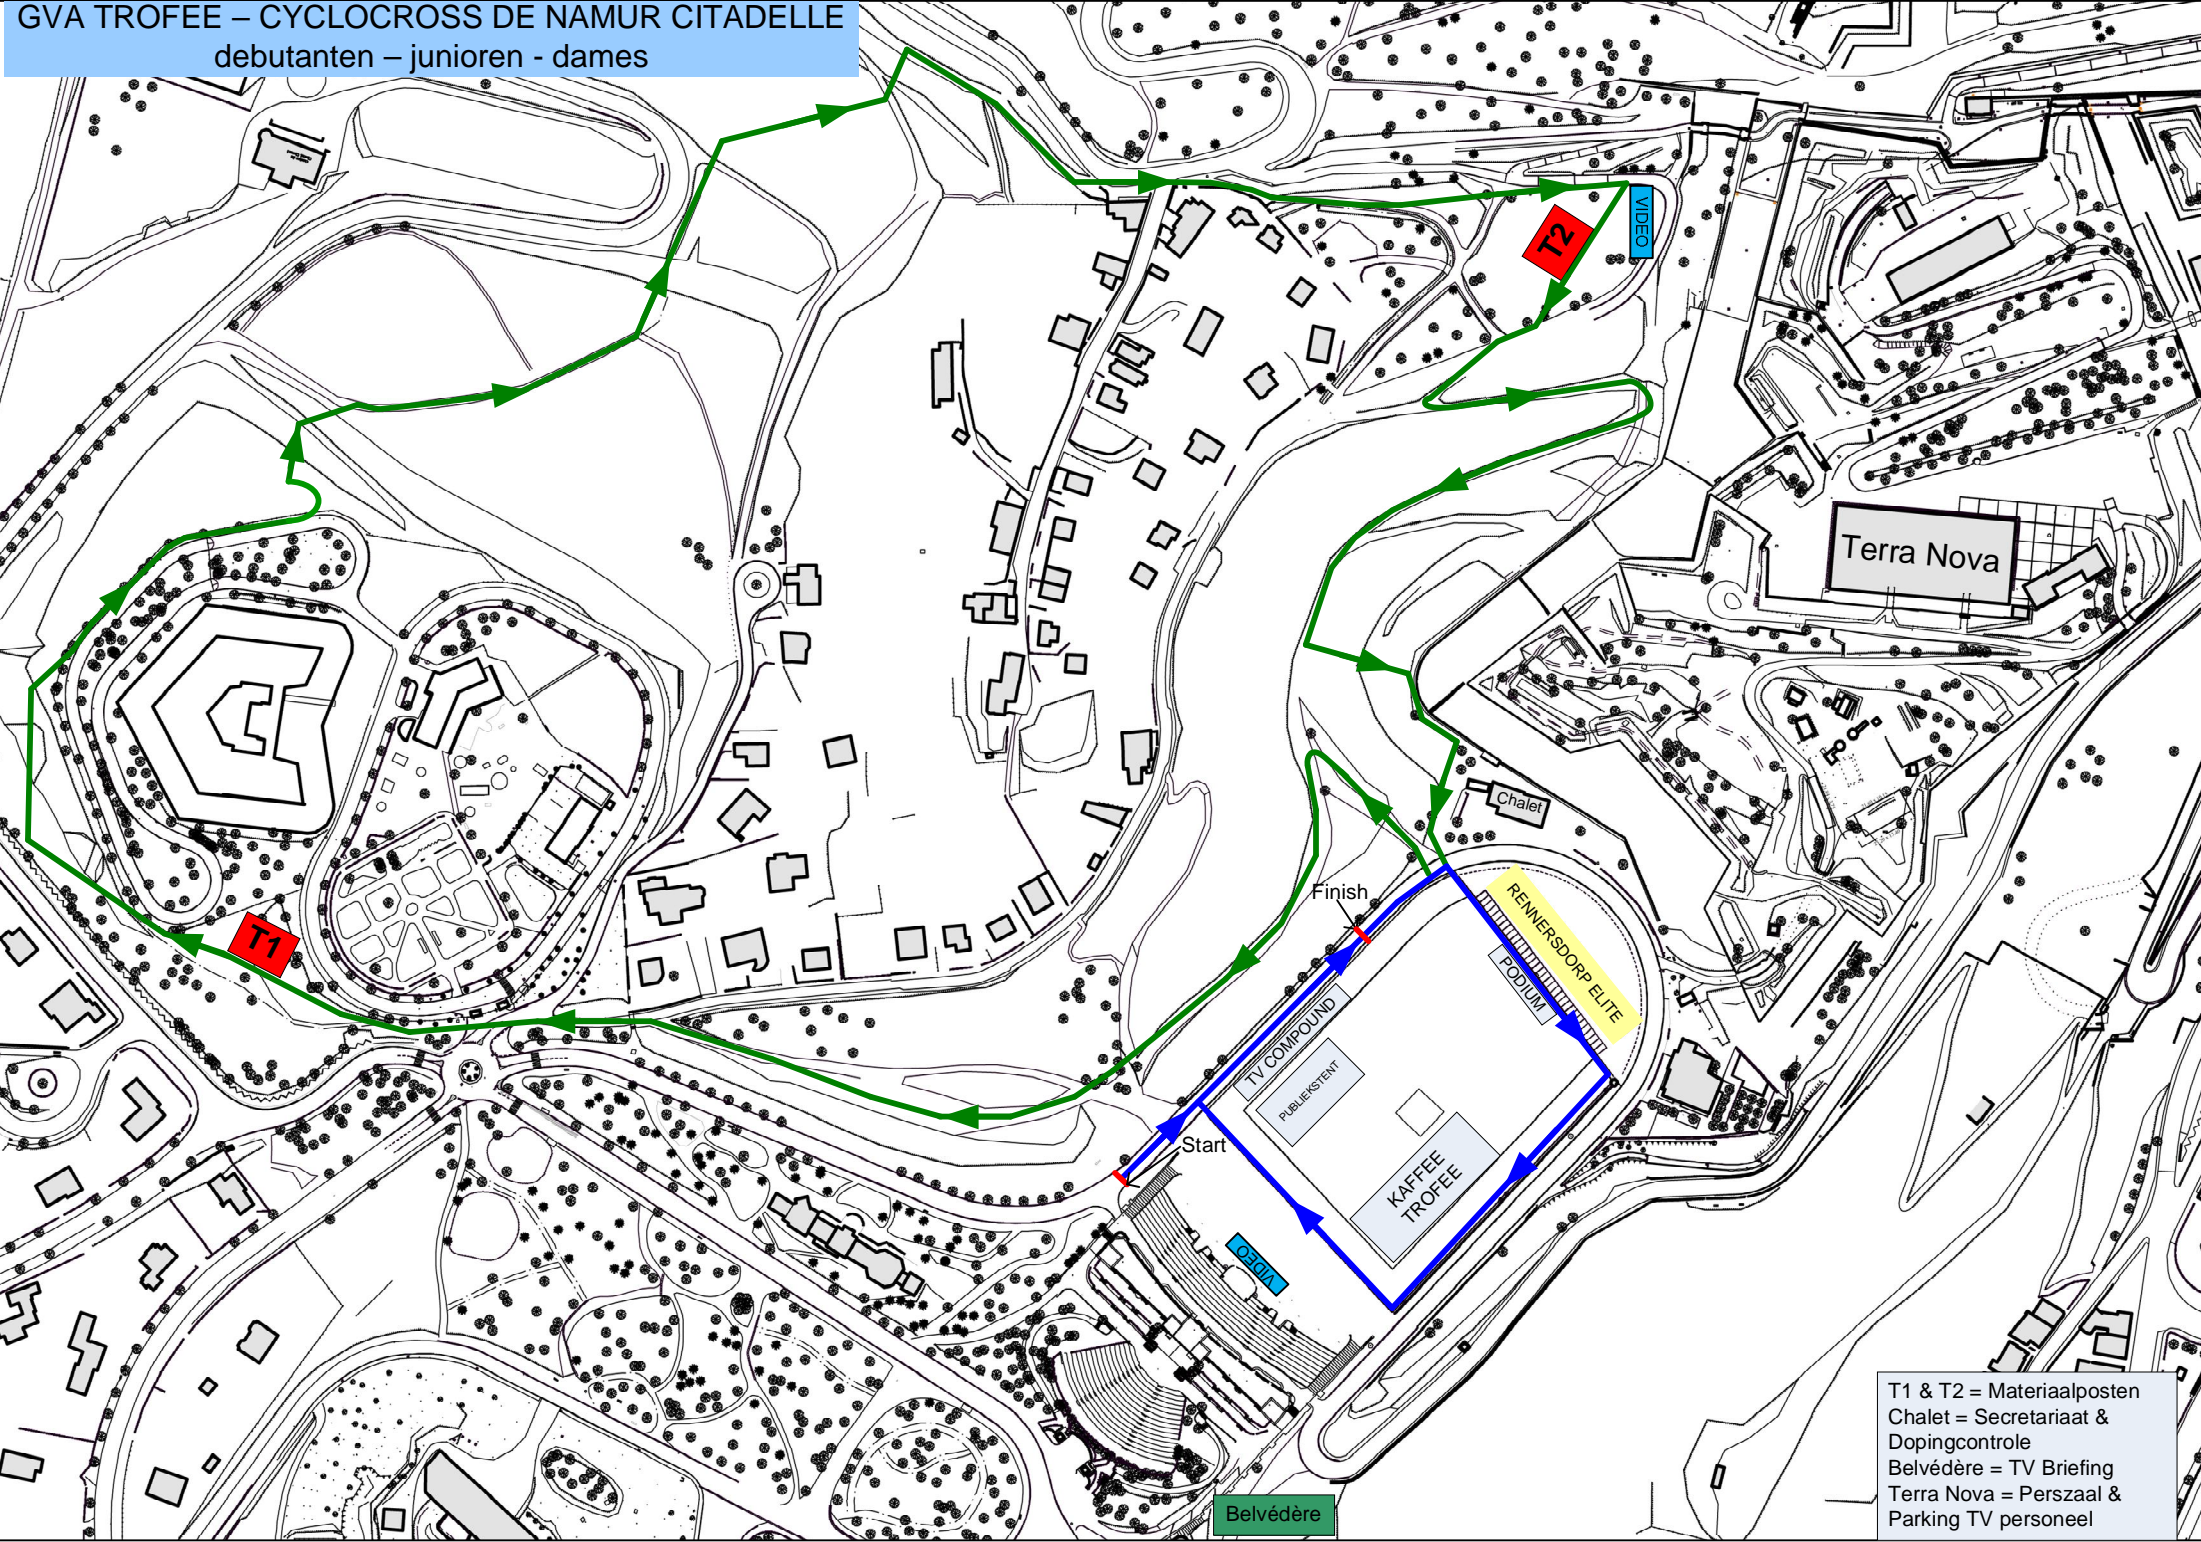 GVA TROFEE – CYCLOCROSS DE NAMUR CITADELLE
debutanten – junioren - dames
VIDEO
T2
Terra Nova
Chalet
Finish
RENNERSDORP ELITE
PODIUM
T1
TV COMPOUND
PUBLIEKSTENT
Start
KAFFEE
TROFEE
VIDEO
Belvédère
T1 & T2 = Materiaalposten
Chalet = Secretariaat &
Dopingcontrole
Belvédère = TV Briefing
Terra Nova = Perszaal &
Parking TV personeel